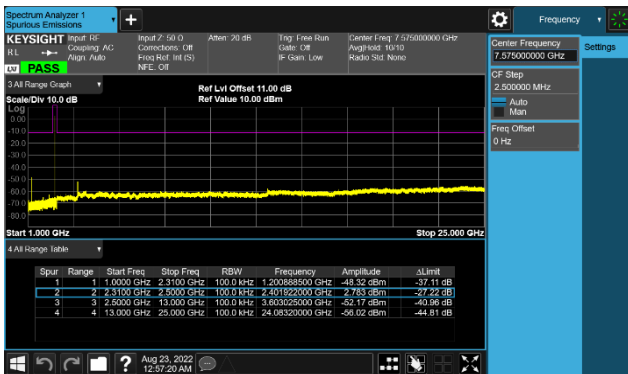 Spectrum Analyzer 1
Spurious Emissions
Frequency
KEYSIGHT Input: RF Input Z: 50 Ω Atten: 20 dB Trig: Free Run Center Freq: 7.575000000 GHz
RL Coupling: AC Corrections: Off Gate: Off Avg|Hold: 10/10
Align: Auto Freq Ref: Int (S) IF Gain: Low Radio Std: None
NFE: Off
LXI PASS
Center Frequency
7.575000000 GHz
Settings
CF Step
2.500000 MHz
Auto
Man
Freq Offset
0 Hz
3 All Range Graph
Ref Lvl Offset 11.00 dB
Scale/Div 10.0 dB Ref Value 10.00 dBm
Log
0.00
-10.0
-20.0
-30.0
-40.0
-50.0
-60.0
-70.0
-80.0
Start 1.000 GHz Stop 25.000 GHz
4 All Range Table
Spur Range Start Freq Stop Freq RBW Frequency Amplitude ΔLimit
1 1 1.0000 GHz 2.3100 GHz 100.0 kHz 1.200888500 GHz -48.32 dBm -37.11 dB
2 2 2.3100 GHz 2.5000 GHz 100.0 kHz 2.401922000 GHz 2.783 dBm -27.22 dB
3 3 2.5000 GHz 13.000 GHz 100.0 kHz 3.603025000 GHz -52.17 dBm -40.96 dB
4 4 13.000 GHz 25.000 GHz 100.0 kHz 24.08320000 GHz -56.02 dBm -44.81 dB
Aug 23, 2022
12:57:20 AM